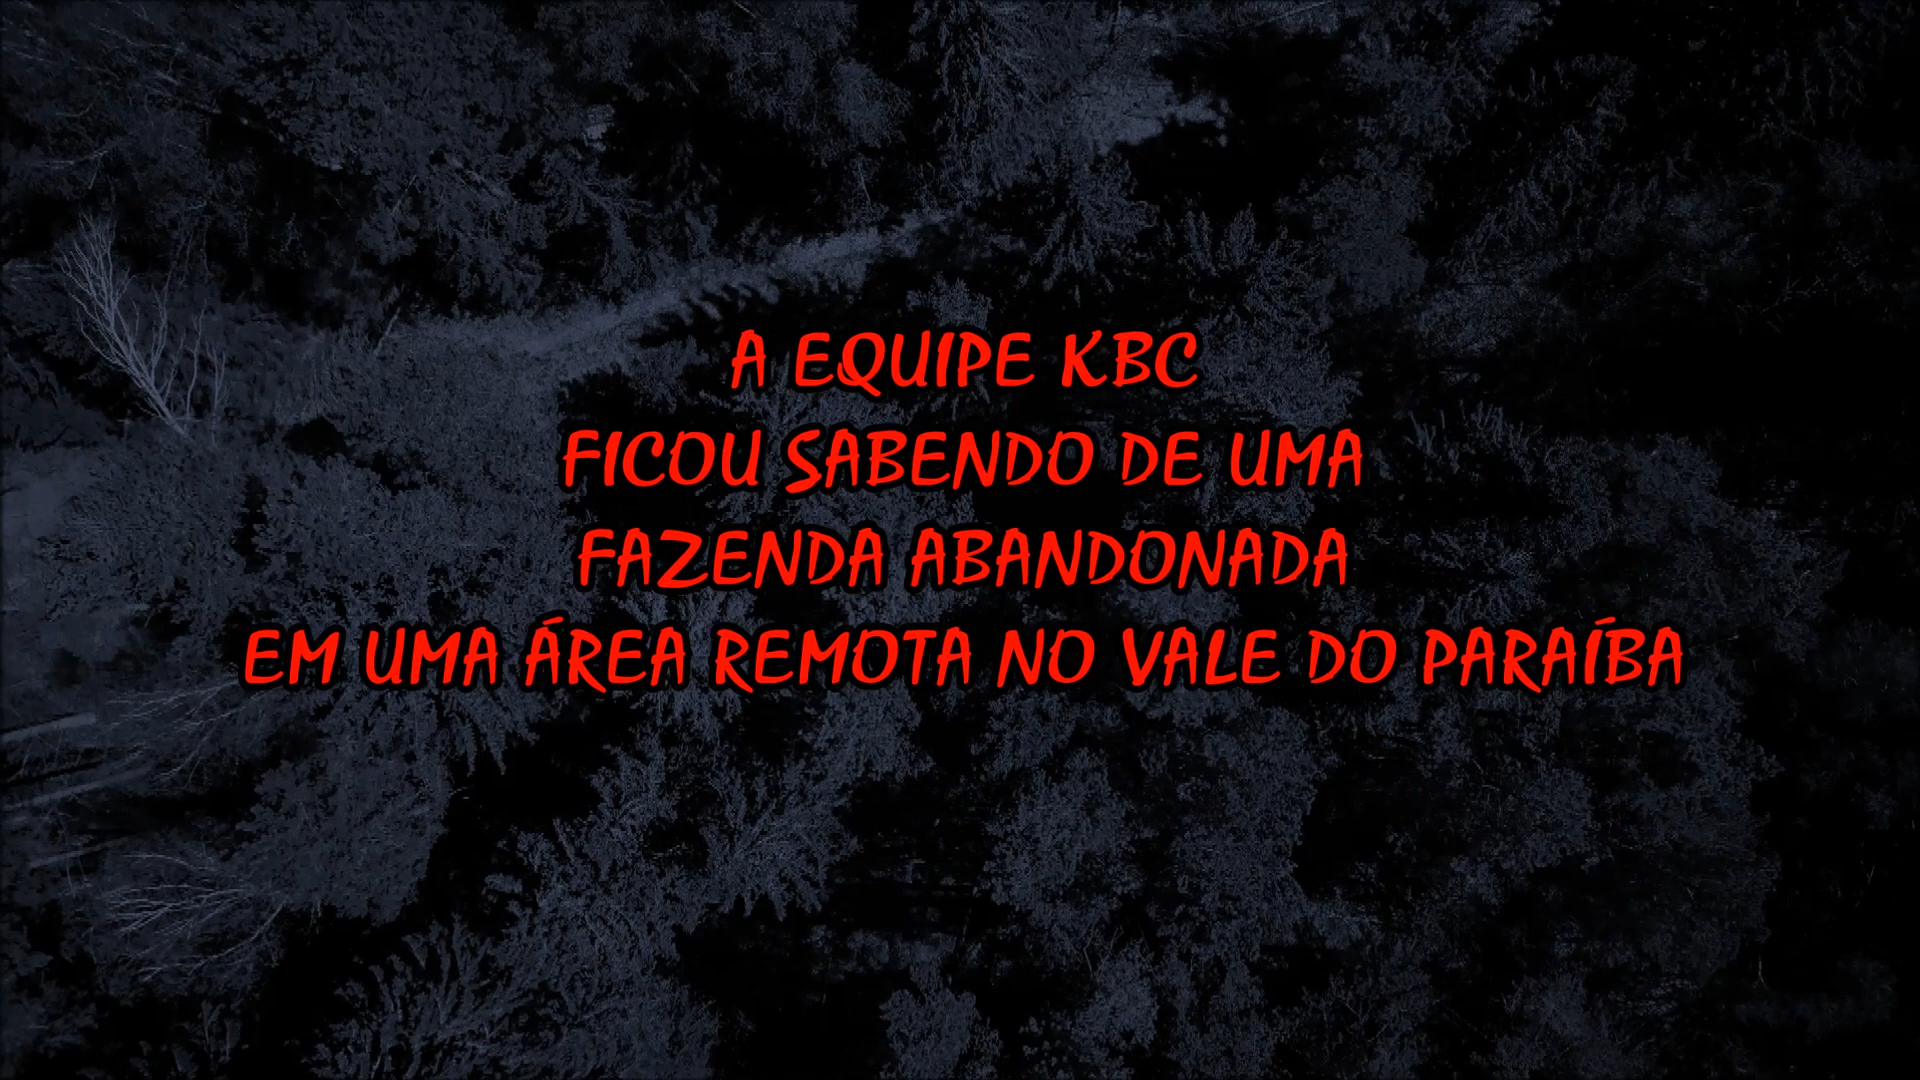 A EQUIPE KBC
FICOU SABENDO DE UMA
FAZENDA ABANDONADA
EM UMA ÁREA REMOTA NO VALE DO PARAÍBA